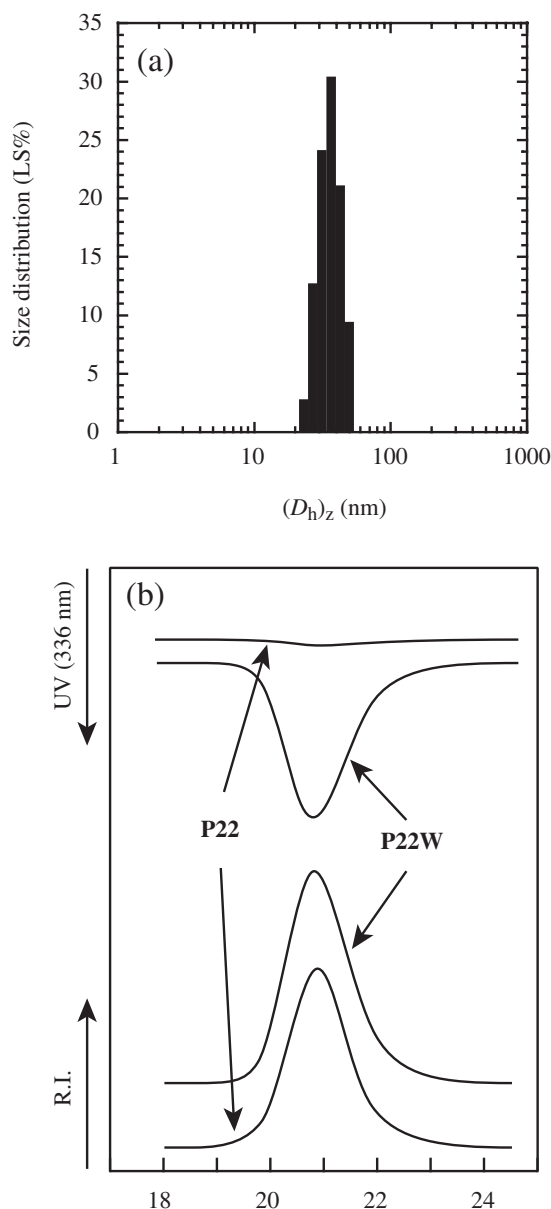 35
(a)
30
25
20
15
10
5
0
Size distribution (LS%)
1 10 100 1000
(Dh)z (nm)
(b)
UV (336 nm)
P22
P22W
R.I.
18 20 22 24